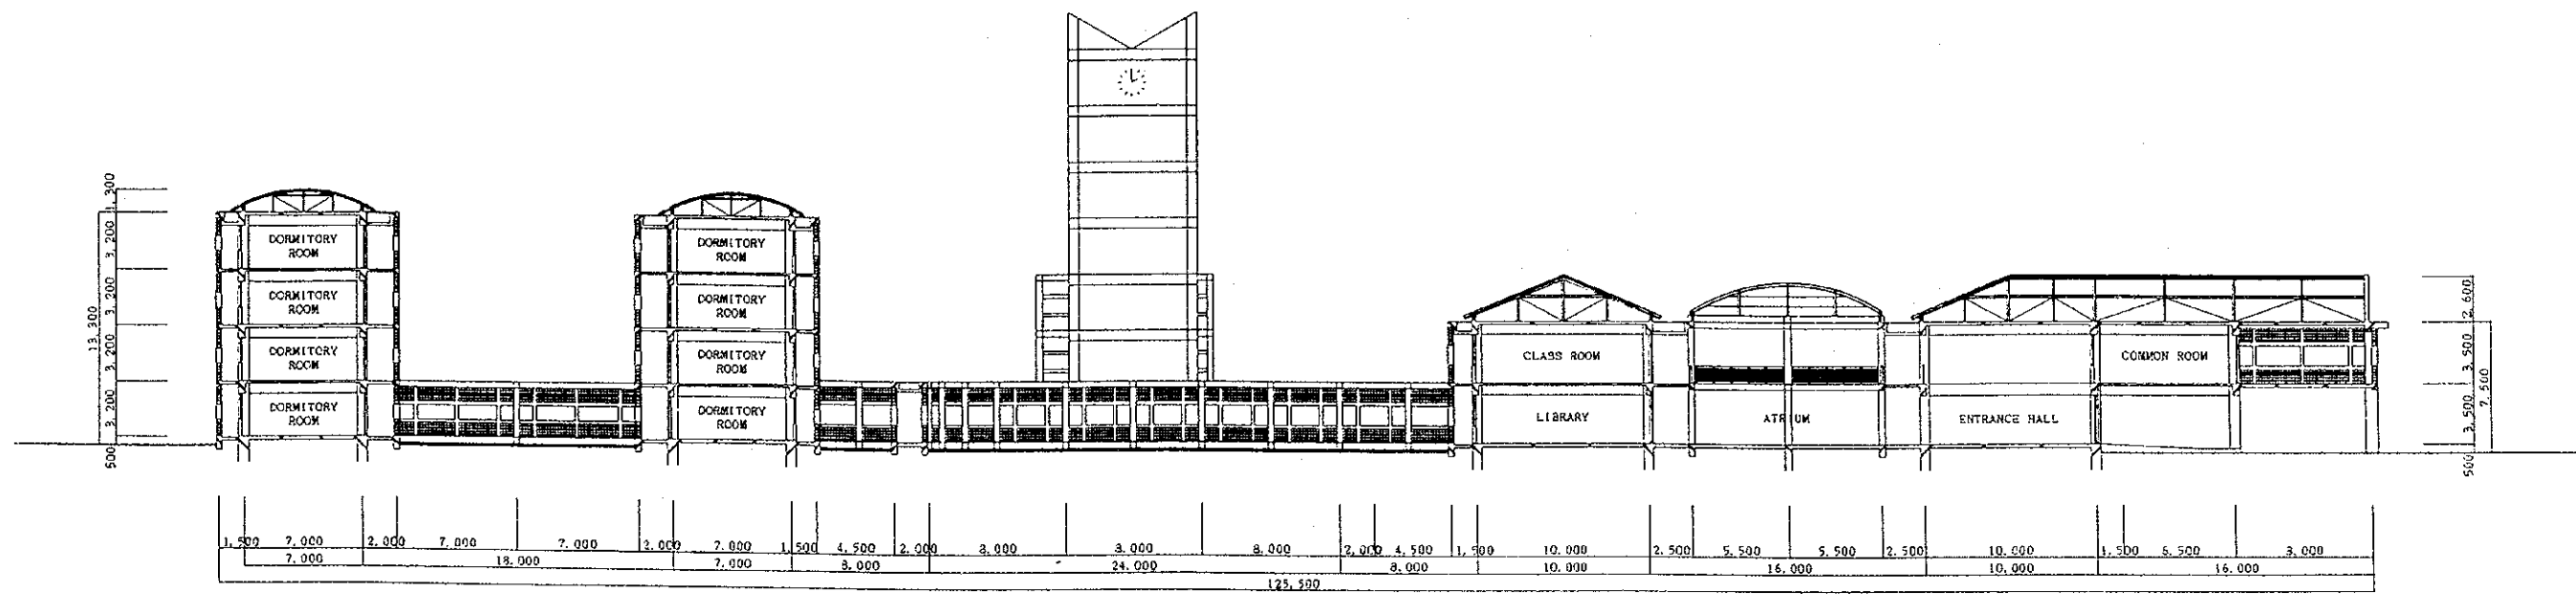 1,300
3,200
3,200
3,200
3,200
13,300
500
DORMITORY
ROOM
DORMITORY
ROOM
DORMITORY
ROOM
DORMITORY
ROOM
DORMITORY
ROOM
DORMITORY
ROOM
DORMITORY
ROOM
DORMITORY
ROOM
CLASS ROOM
COMMON ROOM
LIBRARY
ATRIUM
ENTRANCE HALL
2,600
3,500
3,500
7,500
500
1,500 7,000 2,000 7,000 7,000 2,000 7,000 1,500 4,500 2,000 8,000 8,000 8,000 2,000 4,500 1,500 10,000 2,500 5,500 5,500 2,500 10,000 1,500 6,500 8,000
7,000 18,000 7,000 8,000 24,000 8,000 10,000 16,000 10,000 16,000
125,500